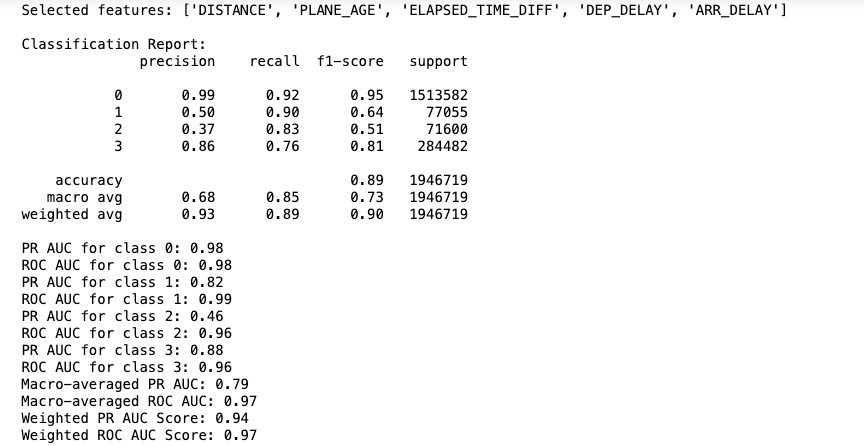 Selected features: ['DISTANCE', 'PLANE_AGE', 'ELAPSED_TIME_DIFF', 'DEP_DELAY', 'ARR_DELAY']
Classification Report:
precision recall f1-score support
0 0.99 0.92 0.95 1513582
1 0.50 0.90 0.64 77055
2 0.37 0.83 0.51 71600
3 0.86 0.76 0.81 284482
accuracy 0.89 1946719
macro avg 0.68 0.85 0.73 1946719
weighted avg 0.93 0.89 0.90 1946719
PR AUC for class 0: 0.98
ROC AUC for class 0: 0.98
PR AUC for class 1: 0.82
ROC AUC for class 1: 0.99
PR AUC for class 2: 0.46
ROC AUC for class 2: 0.96
PR AUC for class 3: 0.88
ROC AUC for class 3: 0.96
Macro-averaged PR AUC: 0.79
Macro-averaged ROC AUC: 0.97
Weighted PR AUC Score: 0.94
Weighted ROC AUC Score: 0.97